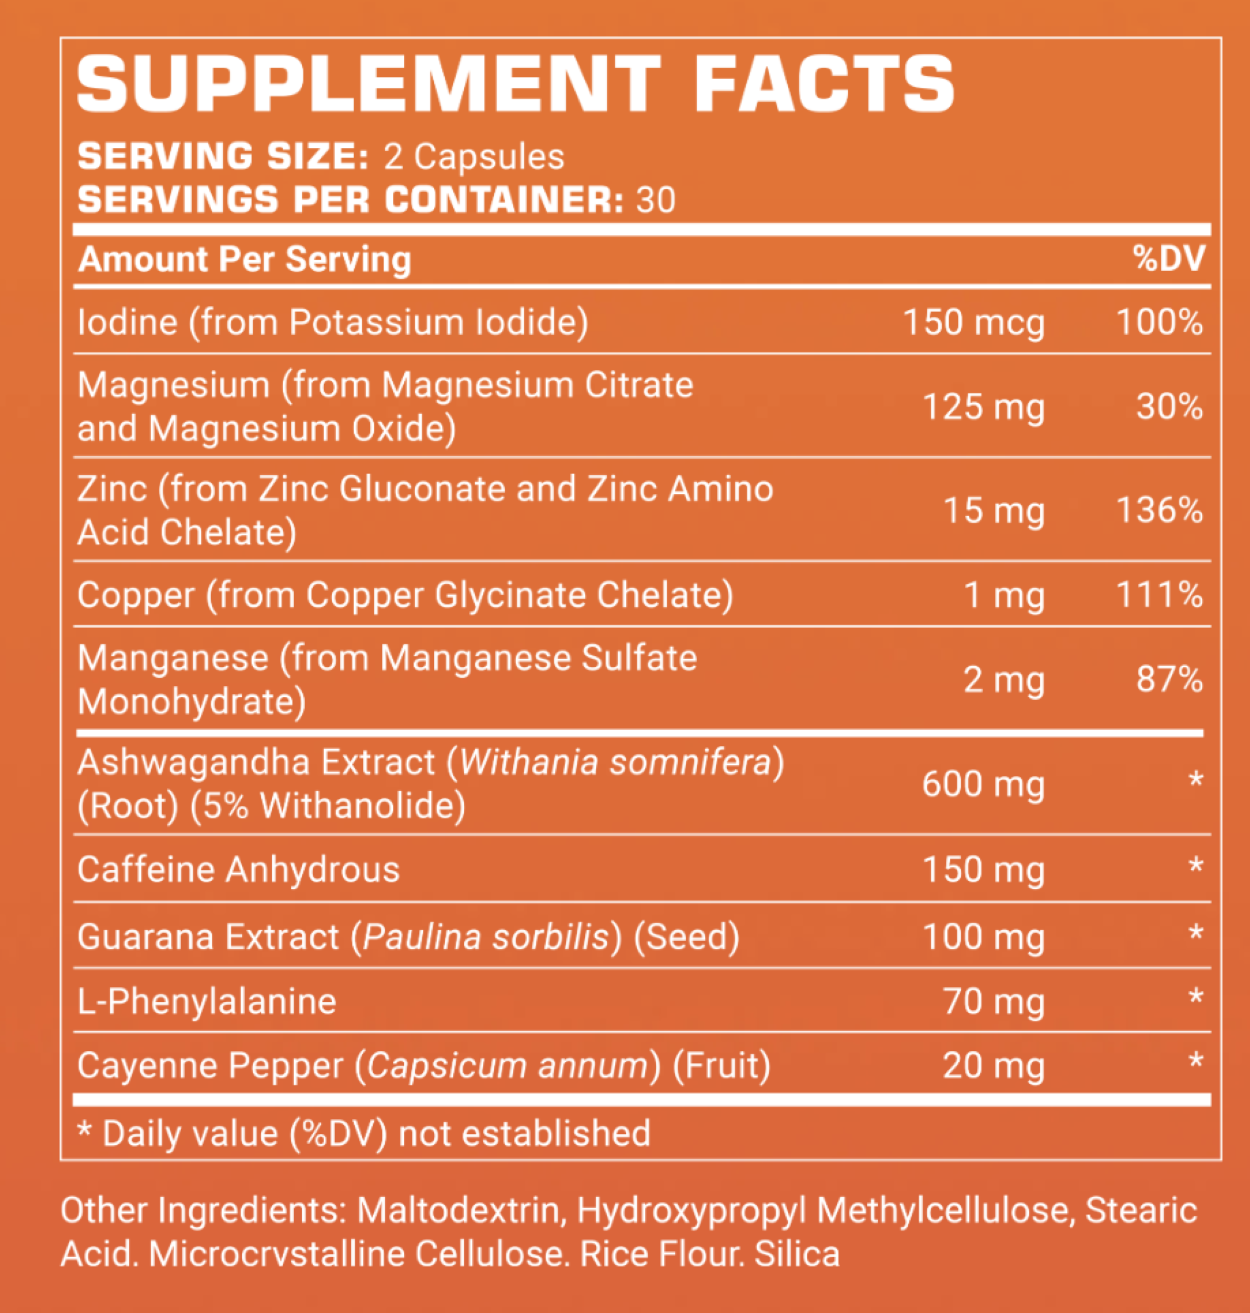 SUPPLEMENT FACTS
SERVING SIZE: 2 Capsules
SERVINGS PER CONTAINER: 30
Amount Per Serving %DV
Iodine (from Potassium Iodide) 150 mcg 100%
Magnesium (from Magnesium Citrate
and Magnesium Oxide) 125 mg 30%
Zinc (from Zinc Gluconate and Zinc Amino
Acid Chelate) 15 mg 136%
Copper (from Copper Glycinate Chelate) 1 mg 111%
Manganese (from Manganese Sulfate
Monohydrate) 2 mg 87%
Ashwagandha Extract (Withania somnifera)
(Root) (5% Withanolide) 600 mg *
Caffeine Anhydrous 150 mg *
Guarana Extract (Paulina sorbilis) (Seed) 100 mg *
L-Phenylalanine 70 mg *
Cayenne Pepper (Capsicum annum) (Fruit) 20 mg *
* Daily value (%DV) not established
Other Ingredients: Maltodextrin, Hydroxypropyl Methylcellulose, Stearic
Acid. Microcrystalline Cellulose. Rice Flour. Silica